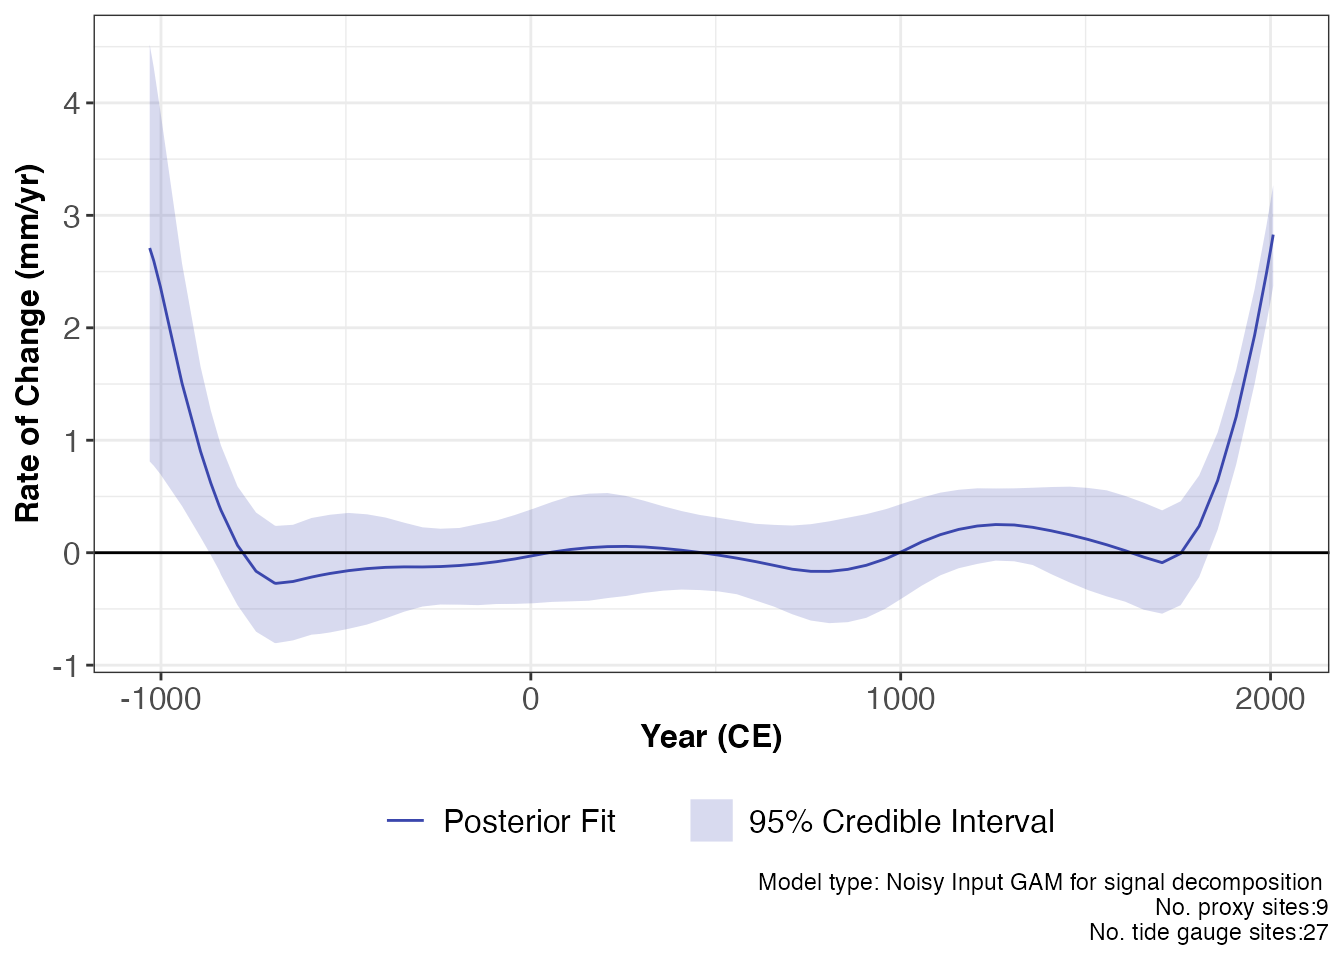 Rate of Change (mm/yr)
4
3
2
1
0
-1
-1000
0
1000
2000
Year (CE)
Posterior Fit
95% Credible Interval
Model type: Noisy Input GAM for signal decomposition
No. proxy sites:9
No. tide gauge sites:27